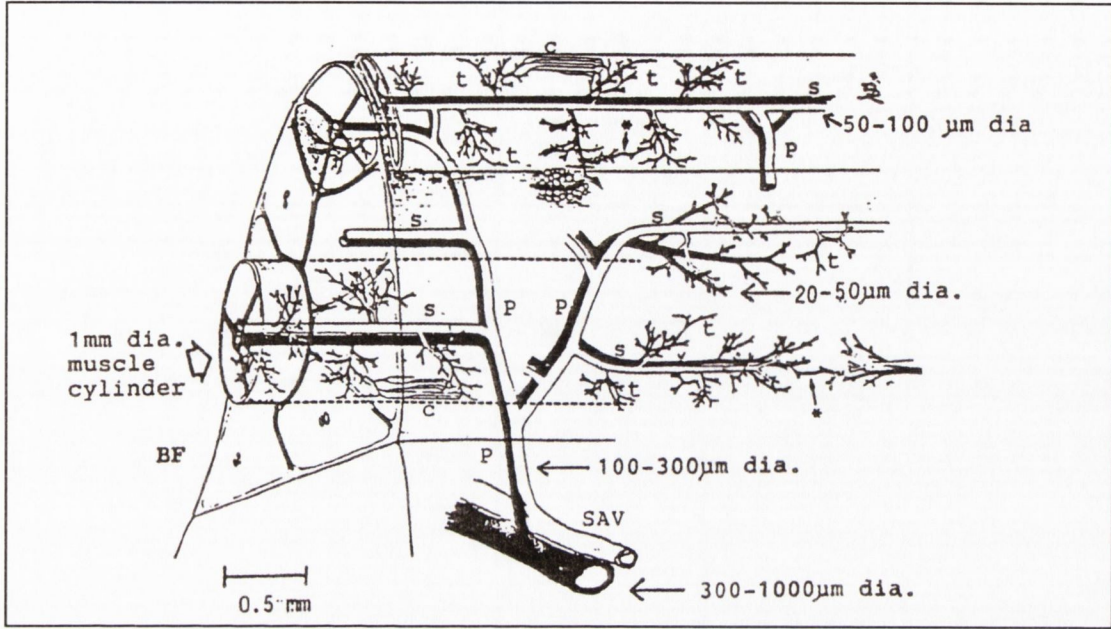 c
t
t
t
s
50-100 µm dia
*
t
p
s
s
t
20-50µm dia.
1mm dia.
muscle
cylinder
s
p
p
s
t
t
c
*
BF
p
100-300µm dia.
SAV
300-1000µm dia.
0.5 mm